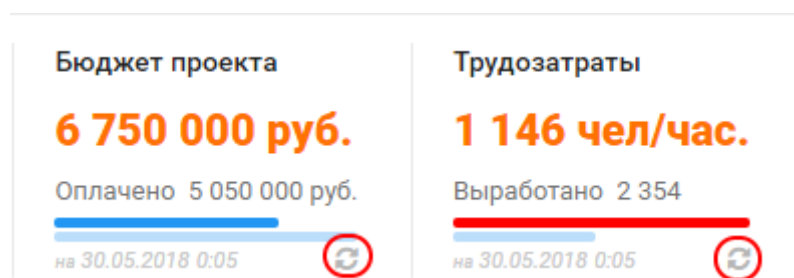 Бюджет проекта
6 750 000 руб.
Оплачено 5 050 000 руб.
на 30.05.2018 0:05
Трудозатраты
1 146 чел/час.
Выработано 2 354
на 30.05.2018 0:05